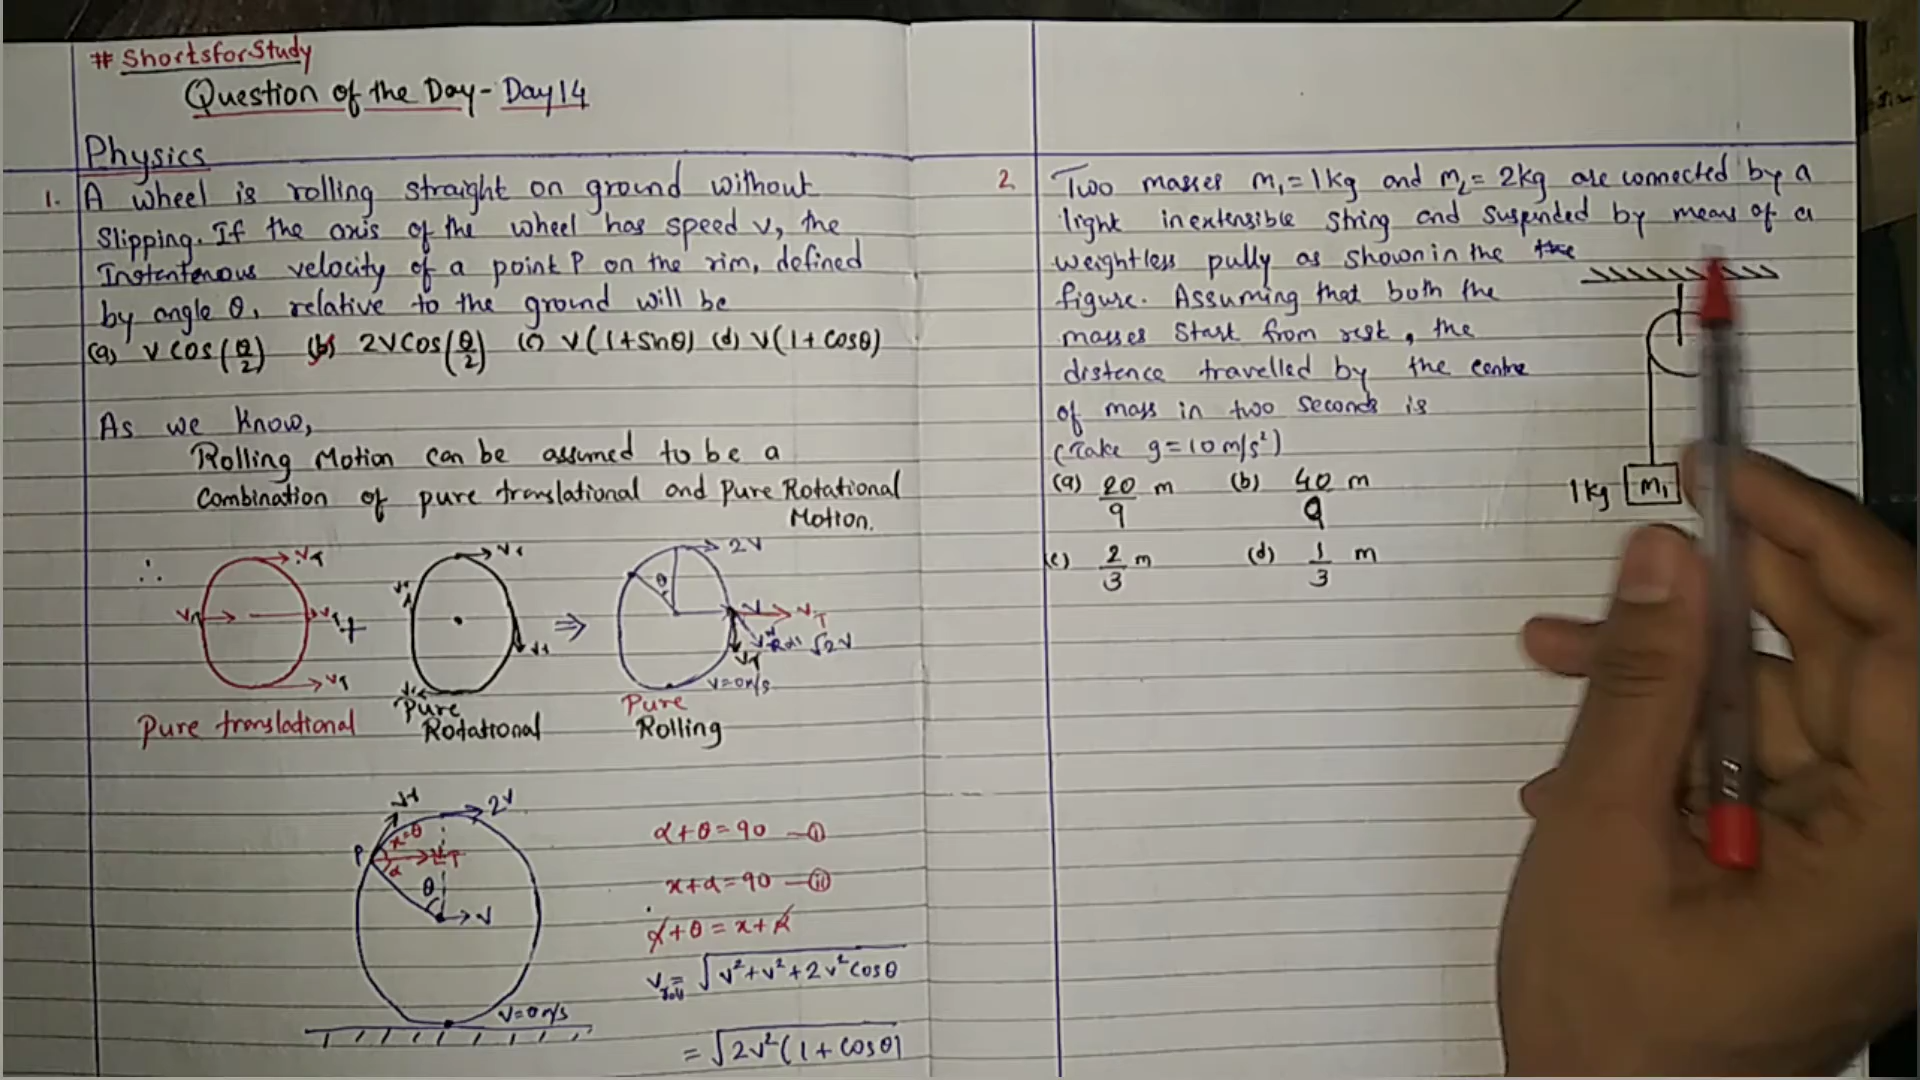 # ShortsforStudy
Question of the Day - Day 14
Physics
1. A wheel is rolling straight on ground without
Slipping. If the axis of the wheel has speed v, the
Instentenous velocity of a point P on the rim, defined
by angle θ, relative to the ground will be
(a) v cos(θ/2) (b) 2v cos(θ/2) (c) v(1+sinθ) (d) v(1+cosθ)
As we know,
Rolling Motion can be assumed to be a
Combination of pure translational and Pure Rotational
Motion.
∴
+
⇒
2V
V=0m/s
Pure translational
Pure
Rotational
Pure
Rolling
2V
P
θ
α
V
V=0m/s
α+θ=90 —(i)
x+α=90 —(ii)
α+θ=x+α
= √v²+v²+2v²cosθ
= √2v²(1+cosθ)
2. Two masses m₁=1kg and m₂=2kg are connected by a
light inextensible string and suspended by means of a
weightless pully as shown in the the
figure. Assuming that both the
masses start from rest, the
distence travelled by the centre
of mass in two seconds is
(Take g=10m/s²)
(a) 20/9 m (b) 40/9 m
(c) 2/3 m (d) 1/3 m
1kg M₁